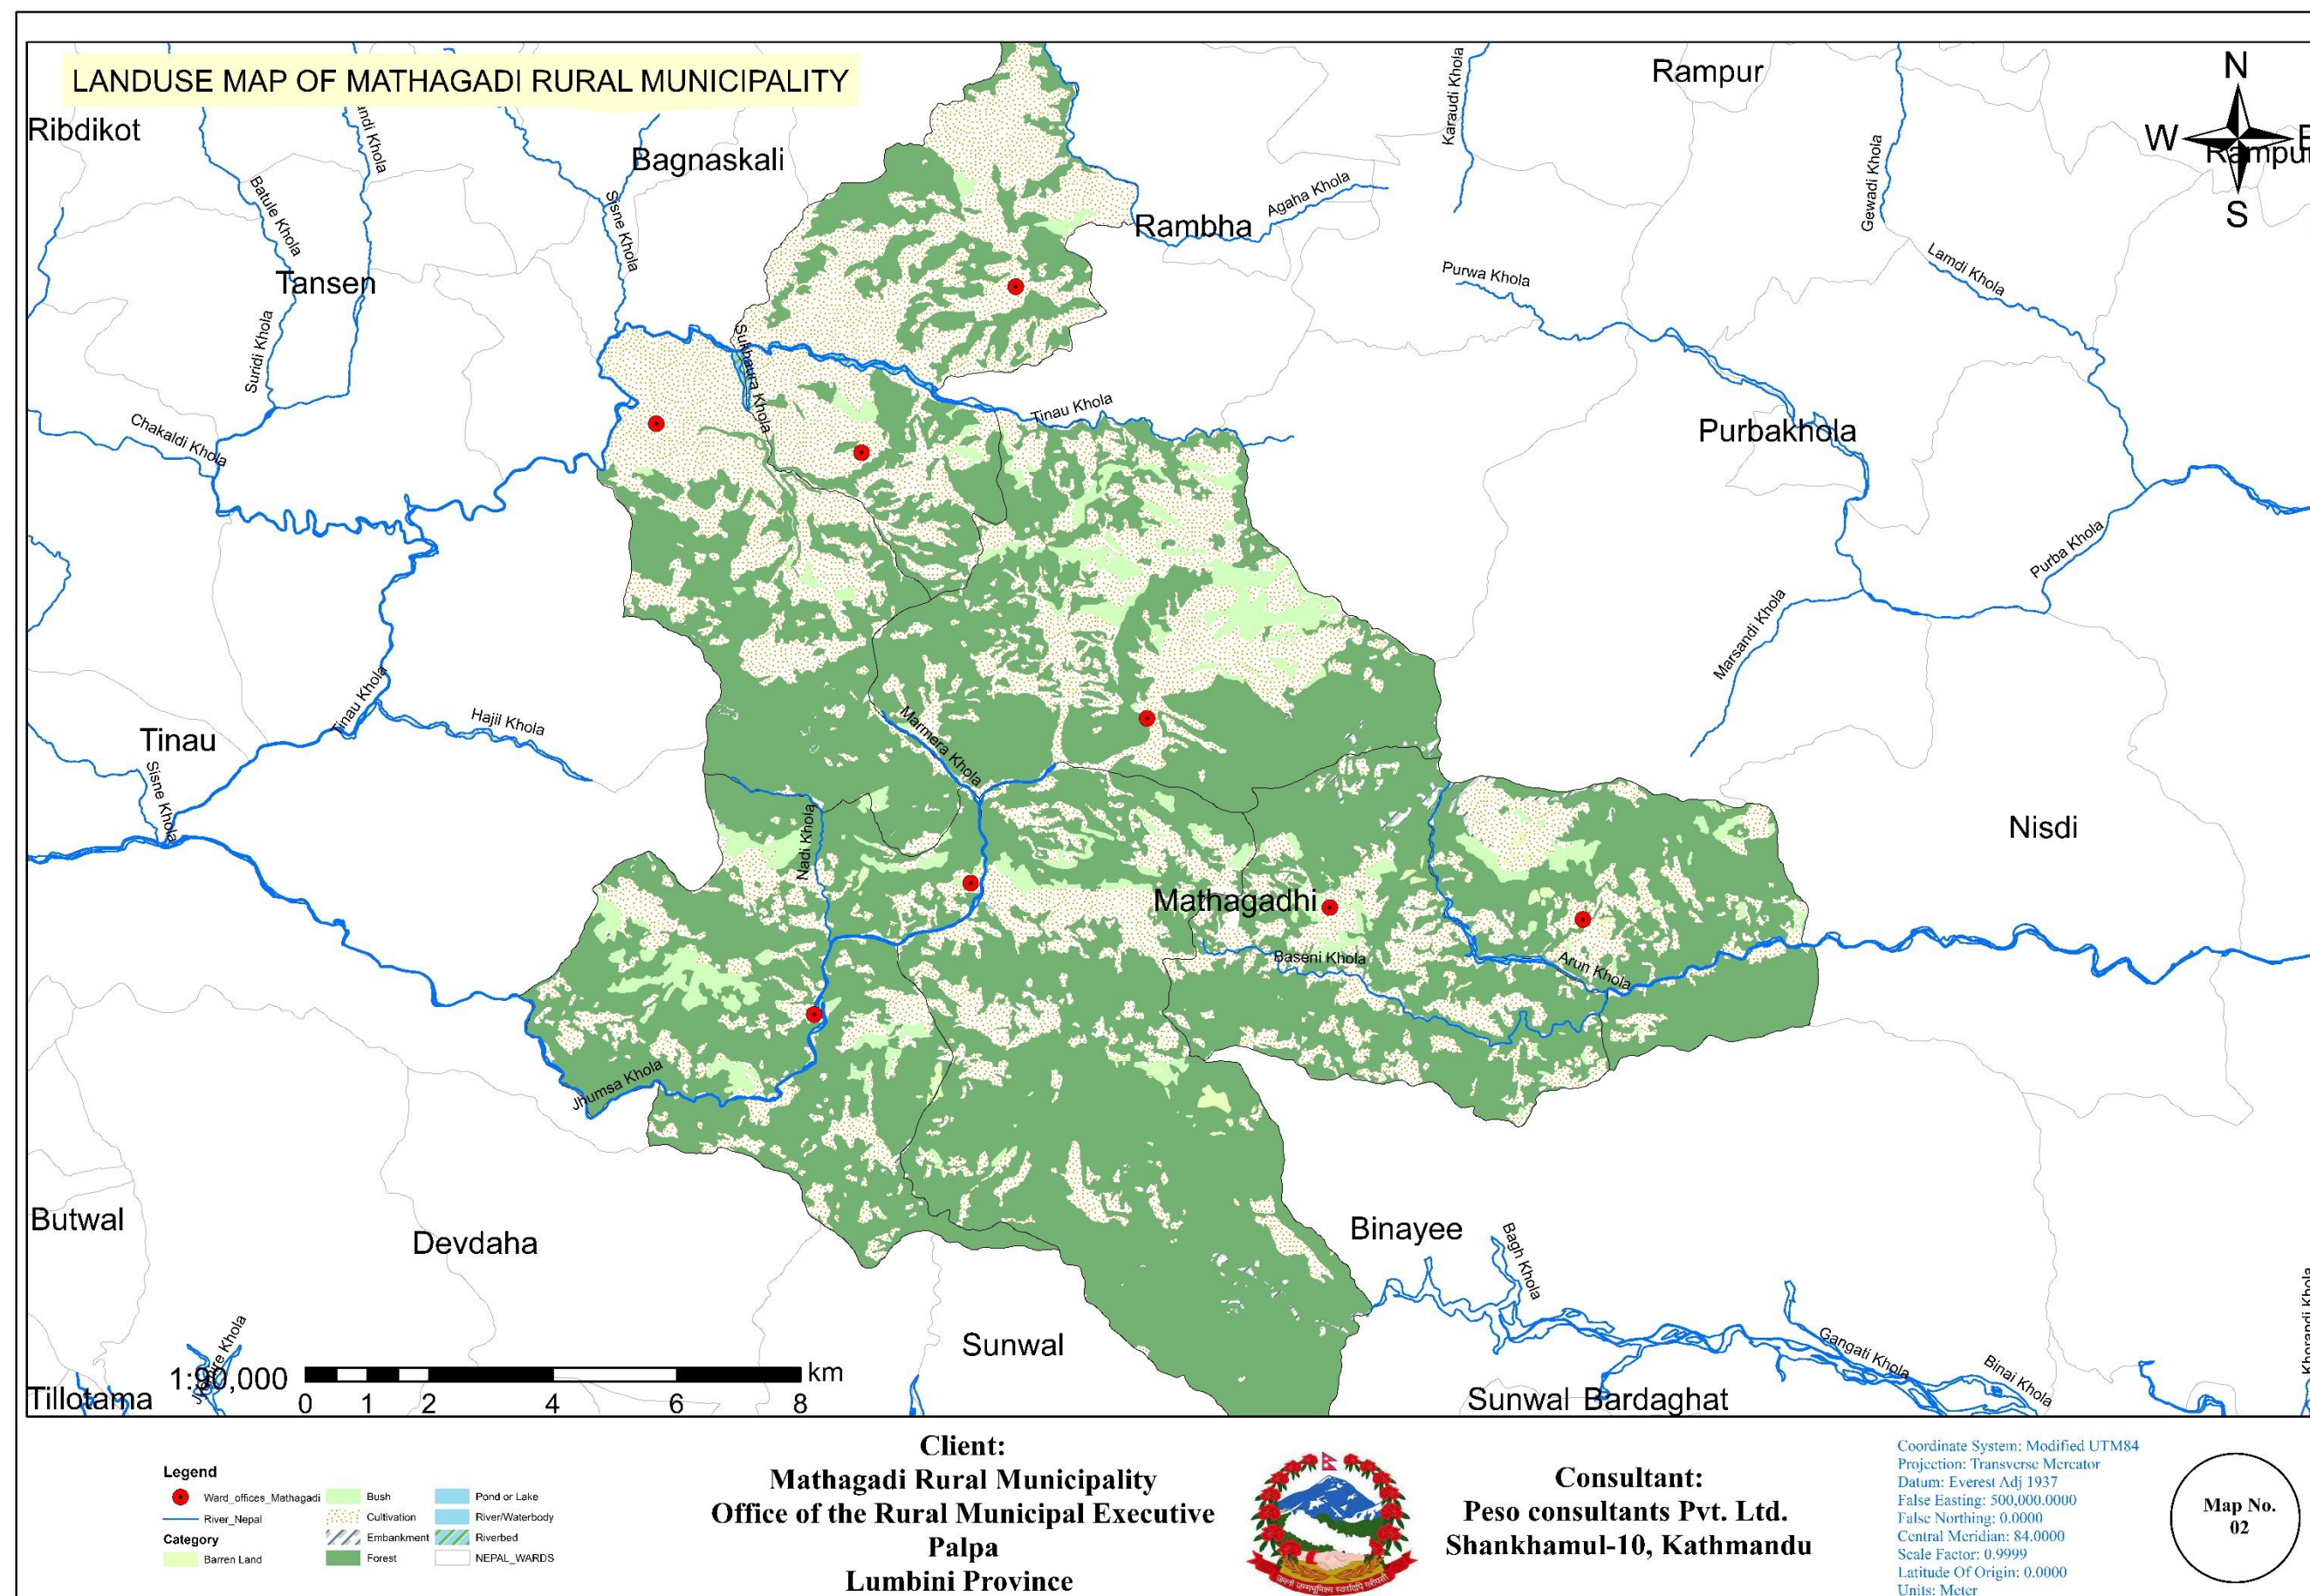 LANDUSE MAP OF MATHAGADI RURAL MUNICIPALITY
N
W
S
Rampur
Rampur
Ribdikot
Bagnaskali
Karaudi Khola
Gewadi Khola
Batule Khola
Sisne Khola
Rambha
Agaha Khola
Tansen
Purwa Khola
Lamdi Khola
Suridi Khola
Sukhaura Khola
Tinau Khola
Chakaldi Khola
Purbakhola
Purba Khola
Marsandi Khola
Tinau Khola
Hajil Khola
Marmera Khola
Tinau
Sisne Khola
Nadi Khola
Nisdi
Mathagadhi
Baseni Khola
Arun Khola
Jhumsa Khola
Butwal
Devdaha
Binayee
Bagh Khola
Sunwal
Gangati Khola
Binai Khola
Khorandi Khola
1:90,000
km
0 1 2 4 6 8
Tillotama
Sunwal Bardaghat
Legend
Ward_offices_Mathagadi
River_Nepal
Category
Barren Land
Bush
Cultivation
Embankment
Forest
Pond or Lake
River/Waterbody
Riverbed
NEPAL_WARDS
Client:
Mathagadi Rural Municipality
Office of the Rural Municipal Executive
Palpa
Lumbini Province
Consultant:
Peso consultants Pvt. Ltd.
Shankhamul-10, Kathmandu
Coordinate System: Modified UTM84
Projection: Transverse Mercator
Datum: Everest Adj 1937
False Easting: 500,000.0000
False Northing: 0.0000
Central Meridian: 84.0000
Scale Factor: 0.9999
Latitude Of Origin: 0.0000
Units: Meter
Map No.
02